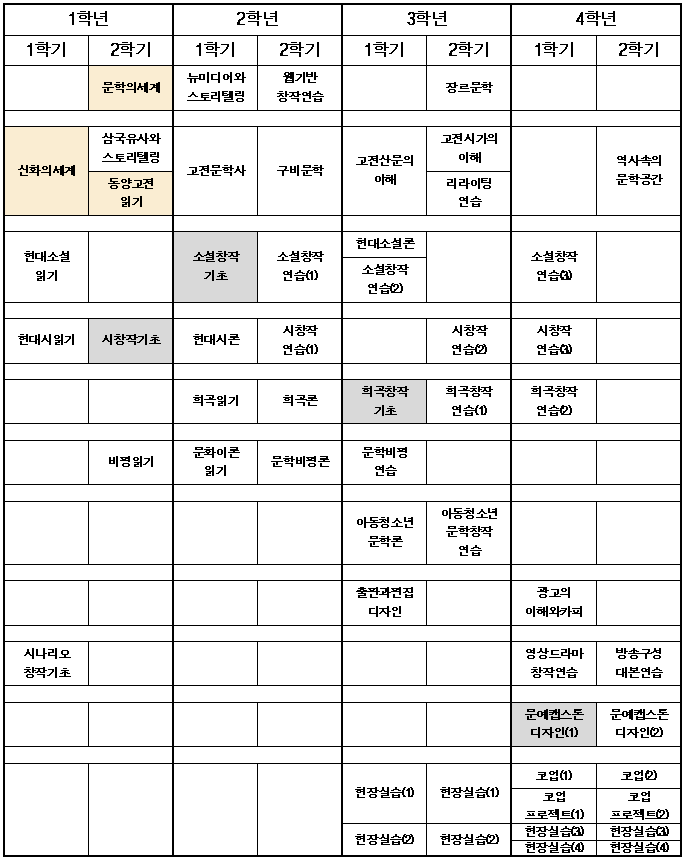 1학년 2학년 3학년 4학년
1학기 2학기 1학기 2학기 1학기 2학기 1학기 2학기
문학의세계
뉴미디어와
스토리텔링
웹기반
창작연습
장르문학
신화의세계
삼국유사와
스토리텔링
동양고전
읽기
고전문학사
구비문학
고전산문의
이해
고전시가의
이해
리라이팅
연습
역사속의
문학공간
현대소설
읽기
소설창작
기초
소설창작
연습(1)
현대소설론
소설창작
연습(2)
소설창작
연습(3)
현대시읽기
시창작기초
현대시론
시창작
연습(1)
시창작
연습(2)
시창작
연습(3)
희곡읽기
희곡론
희곡창작
기초
희곡창작
연습(1)
희곡창작
연습(2)
비평읽기
문화이론
읽기
문학비평론
문학비평
연습
아동청소년
문학론
아동청소년
문학창작
연습
출판과편집
디자인
광고의
이해와카피
시나리오
창작기초
영상드라마
창작연습
방송구성
대본연습
문예캡스톤
디자인(1)
문예캡스톤
디자인(2)
현장실습(1)
현장실습(1)
코업(1)
코업(2)
코업
프로젝트(1)
코업
프로젝트(2)
현장실습(2)
현장실습(2)
현장실습(3)
현장실습(3)
현장실습(4)
현장실습(4)